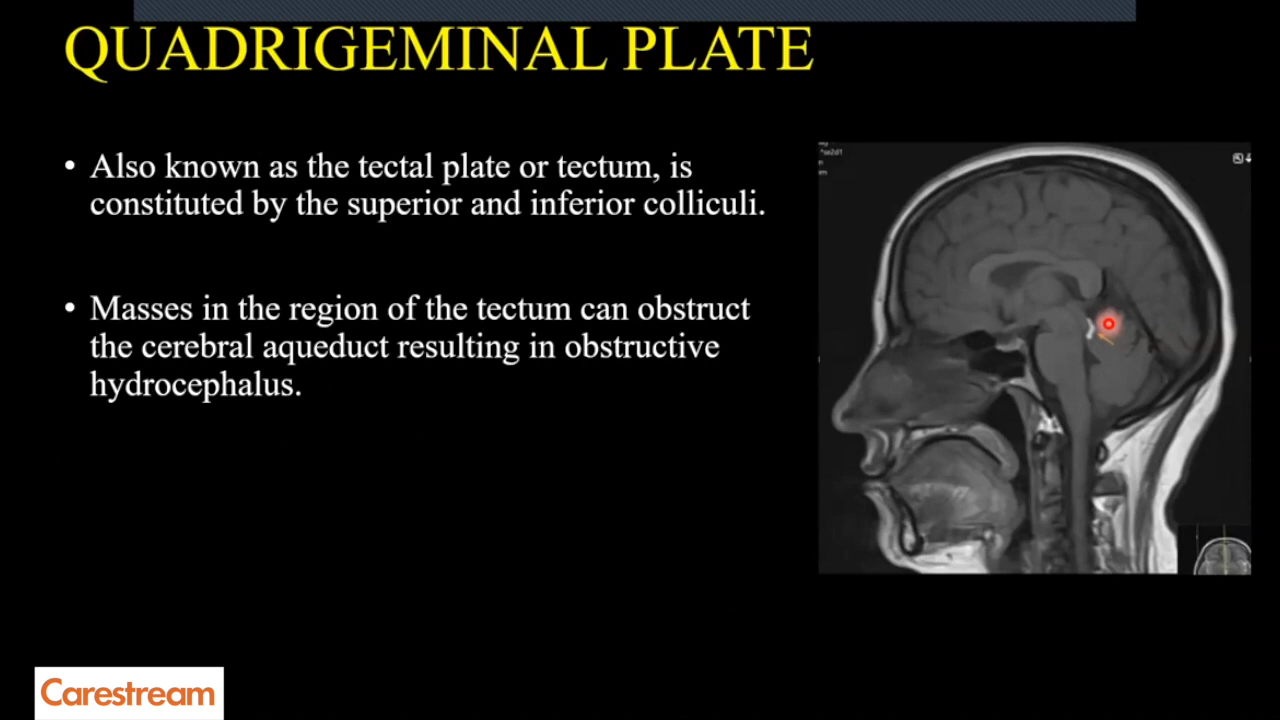 QUADRIGEMINAL PLATE
• Also known as the tectal plate or tectum, is
constituted by the superior and inferior colliculi.
• Masses in the region of the tectum can obstruct
the cerebral aqueduct resulting in obstructive
hydrocephalus.
Carestream